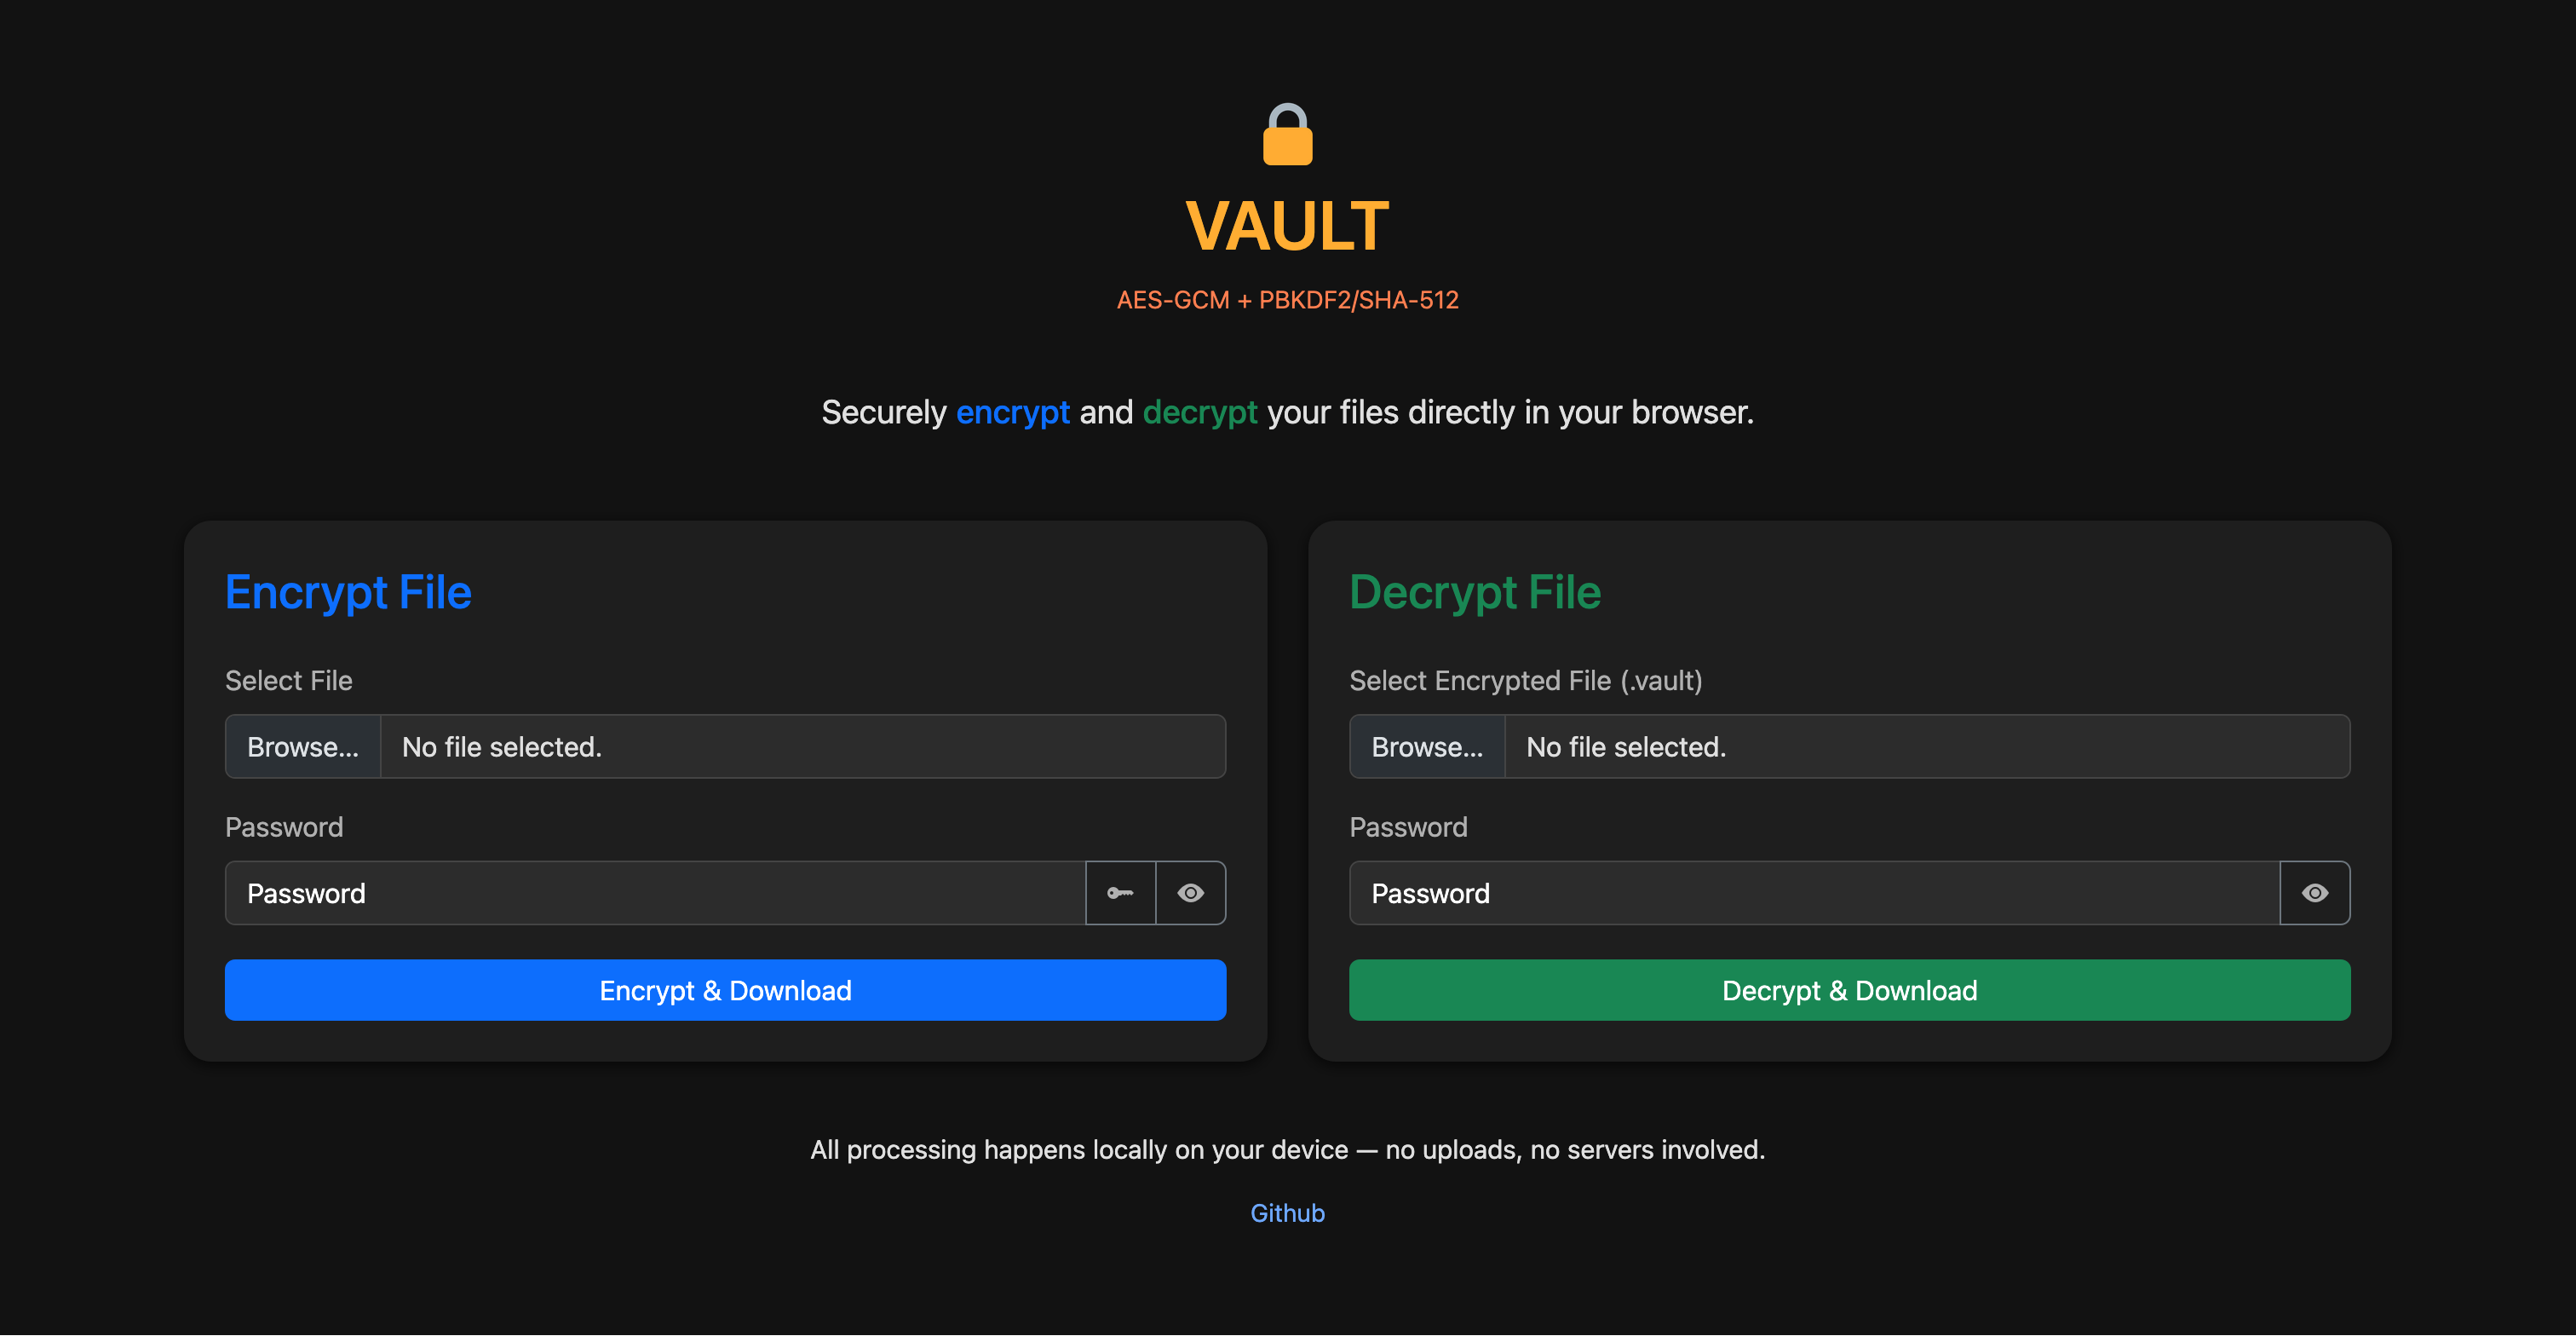 VAULT
AES-GCM + PBKDF2/SHA-512
Securely encrypt and decrypt your files directly in your browser.
Encrypt File
Select File
Browse... No file selected.
Password
Password
Encrypt & Download
Decrypt File
Select Encrypted File (.vault)
Browse... No file selected.
Password
Password
Decrypt & Download
All processing happens locally on your device — no uploads, no servers involved.
Github